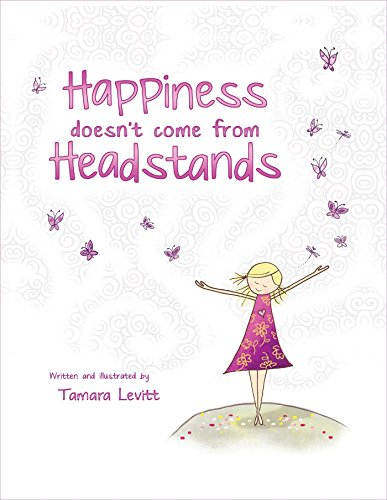 Happiness
doesn't come from
Headstands
Written and illustrated by
Tamara Levitt